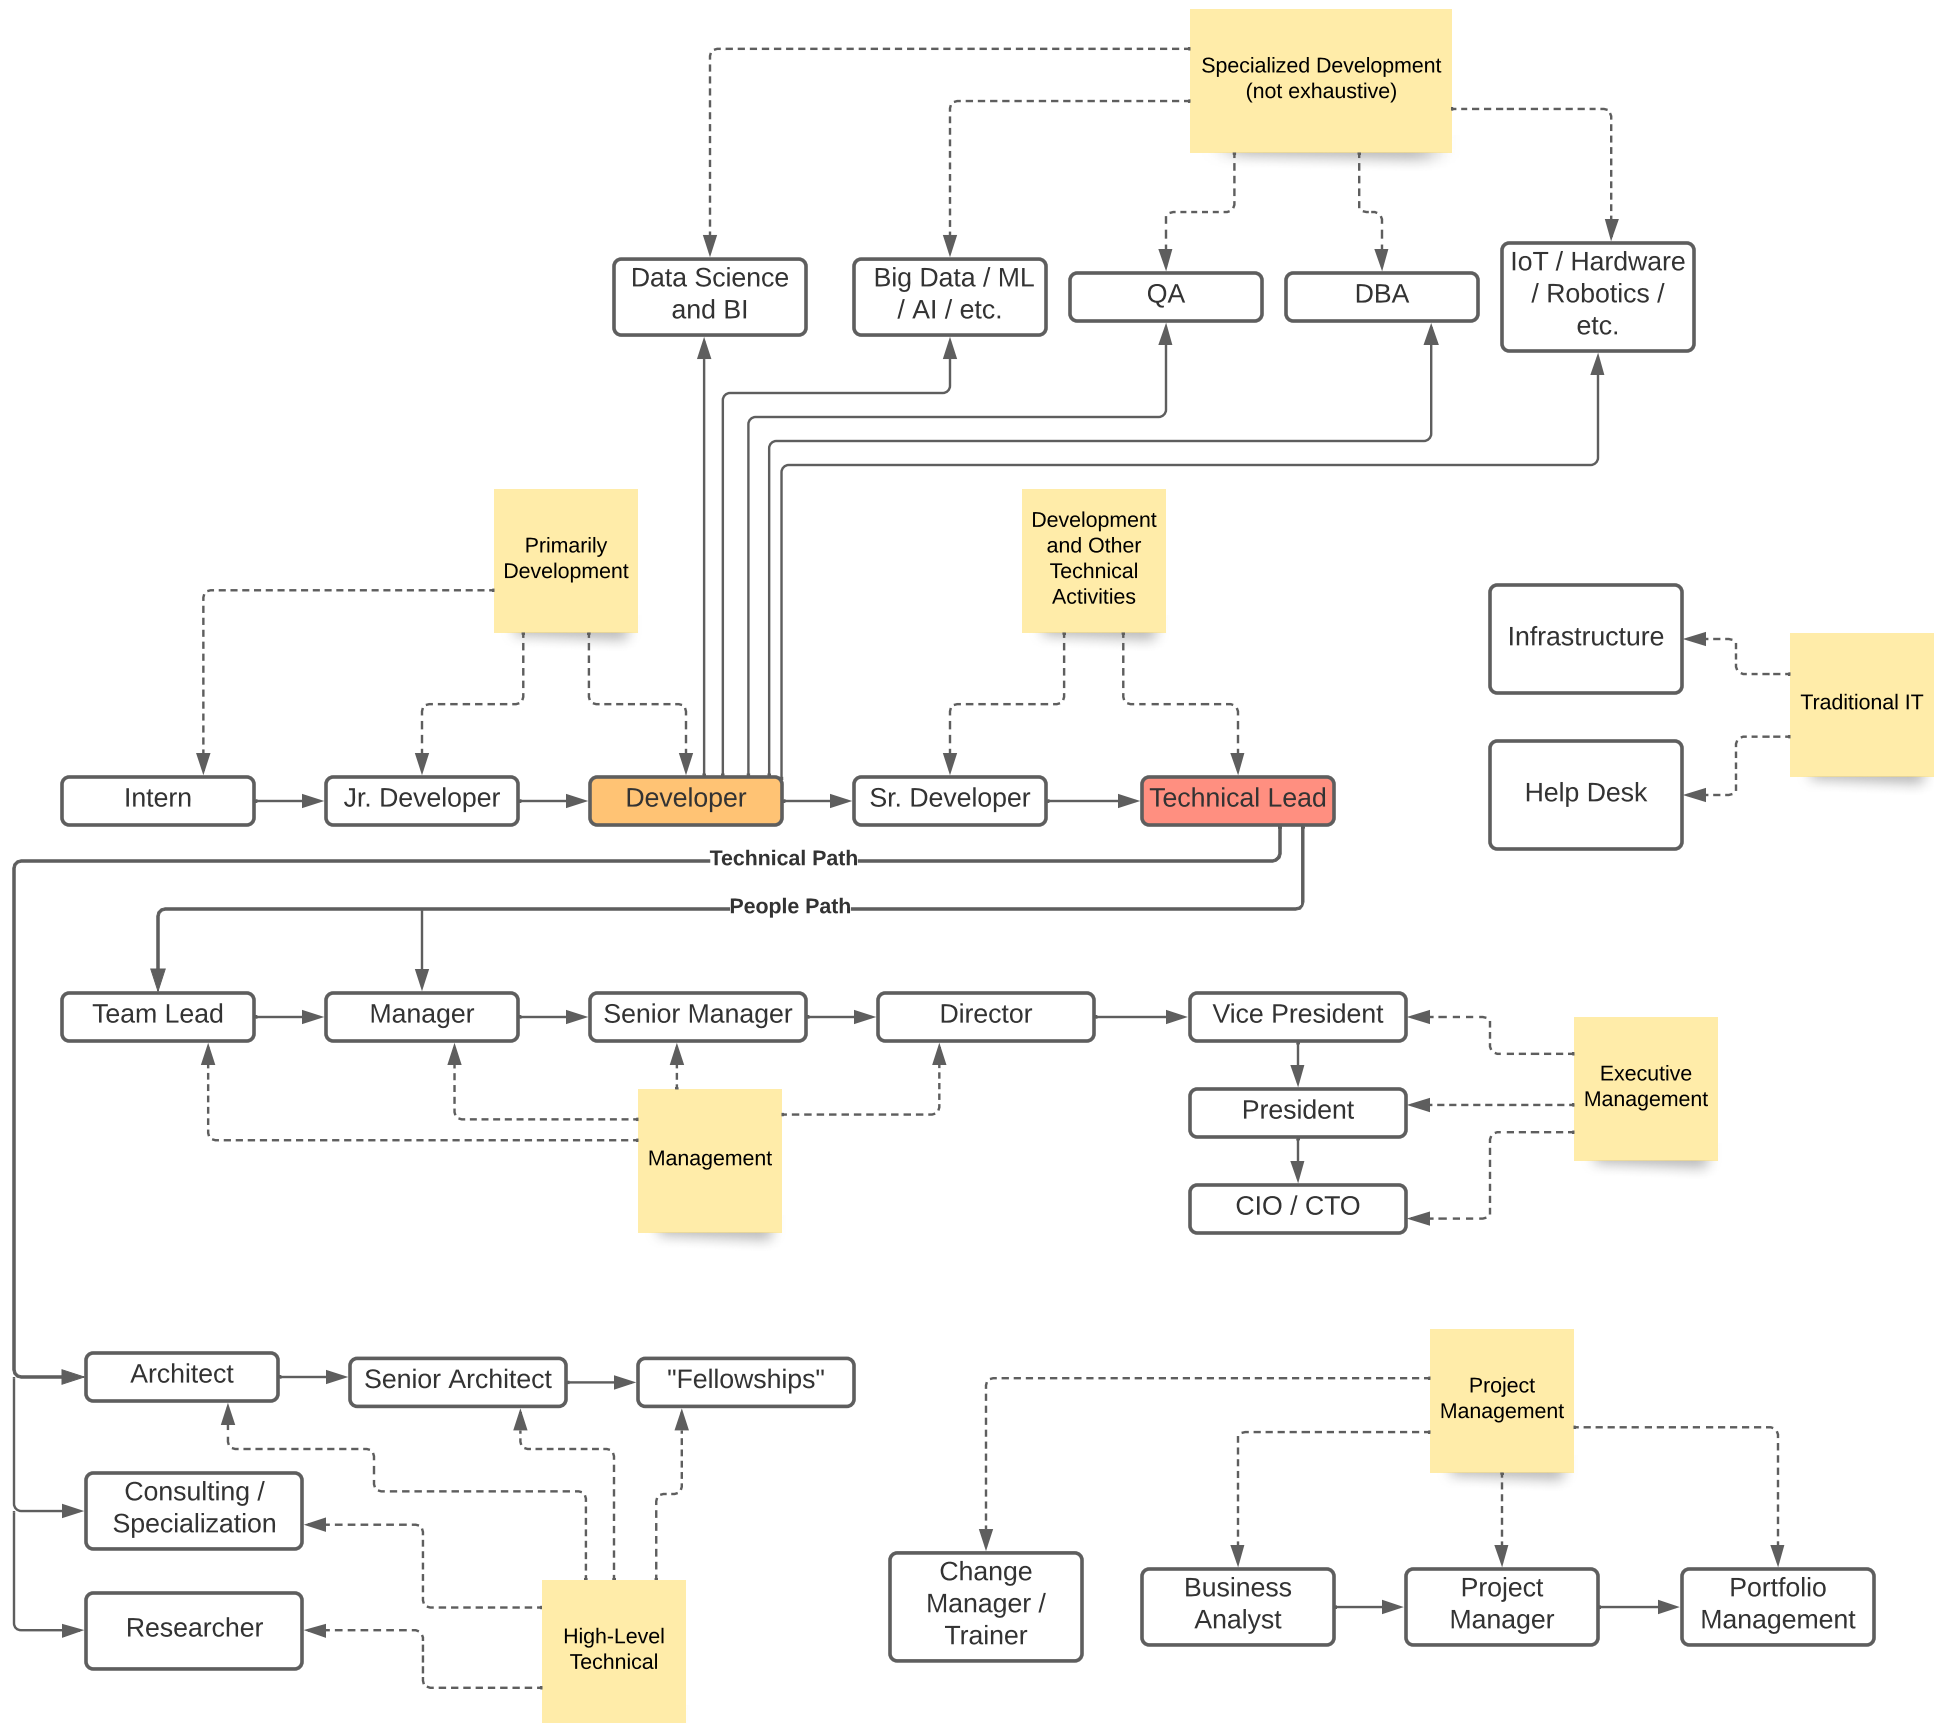 Specialized Development
(not exhaustive)
Data Science
and BI
Big Data / ML
/ AI / etc.
QA
DBA
IoT / Hardware
/ Robotics /
etc.
Primarily
Development
Development
and Other
Technical
Activities
Infrastructure
Traditional IT
Help Desk
Intern
Jr. Developer
Developer
Sr. Developer
Technical Lead
Technical Path
People Path
Team Lead
Manager
Senior Manager
Director
Vice President
Executive
Management
President
Management
CIO / CTO
Architect
Senior Architect
"Fellowships"
Project
Management
Consulting /
Specialization
Researcher
High-Level
Technical
Change
Manager /
Trainer
Business
Analyst
Project
Manager
Portfolio
Management